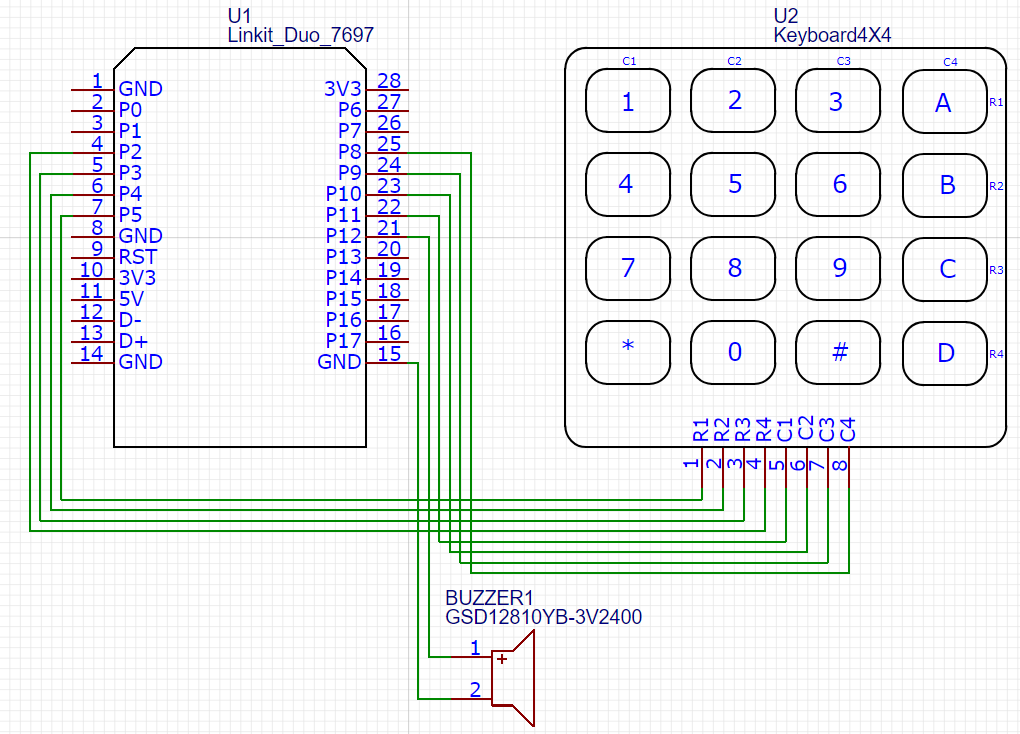 U1
Linkit_Duo_7697
1 GND
2 P0
3 P1
4 P2
5 P3
6 P4
7 P5
8 GND
9 RST
10 3V3
11 5V
12 D-
13 D+
14 GND
3V3 28
P6 27
P7 26
P8 25
P9 24
P10 23
P11 22
P12 21
P13 20
P14 19
P15 18
P16 17
P17 16
GND 15
U2
Keyboard4X4
C1 C2 C3 C4
1 2 3 A R1
4 5 6 B R2
7 8 9 C R3
* 0 # D R4
R1 R2 R3 R4 C1 C2 C3 C4
1 2 3 4 5 6 7 8
BUZZER1
GSD12810YB-3V2400
1 +
2